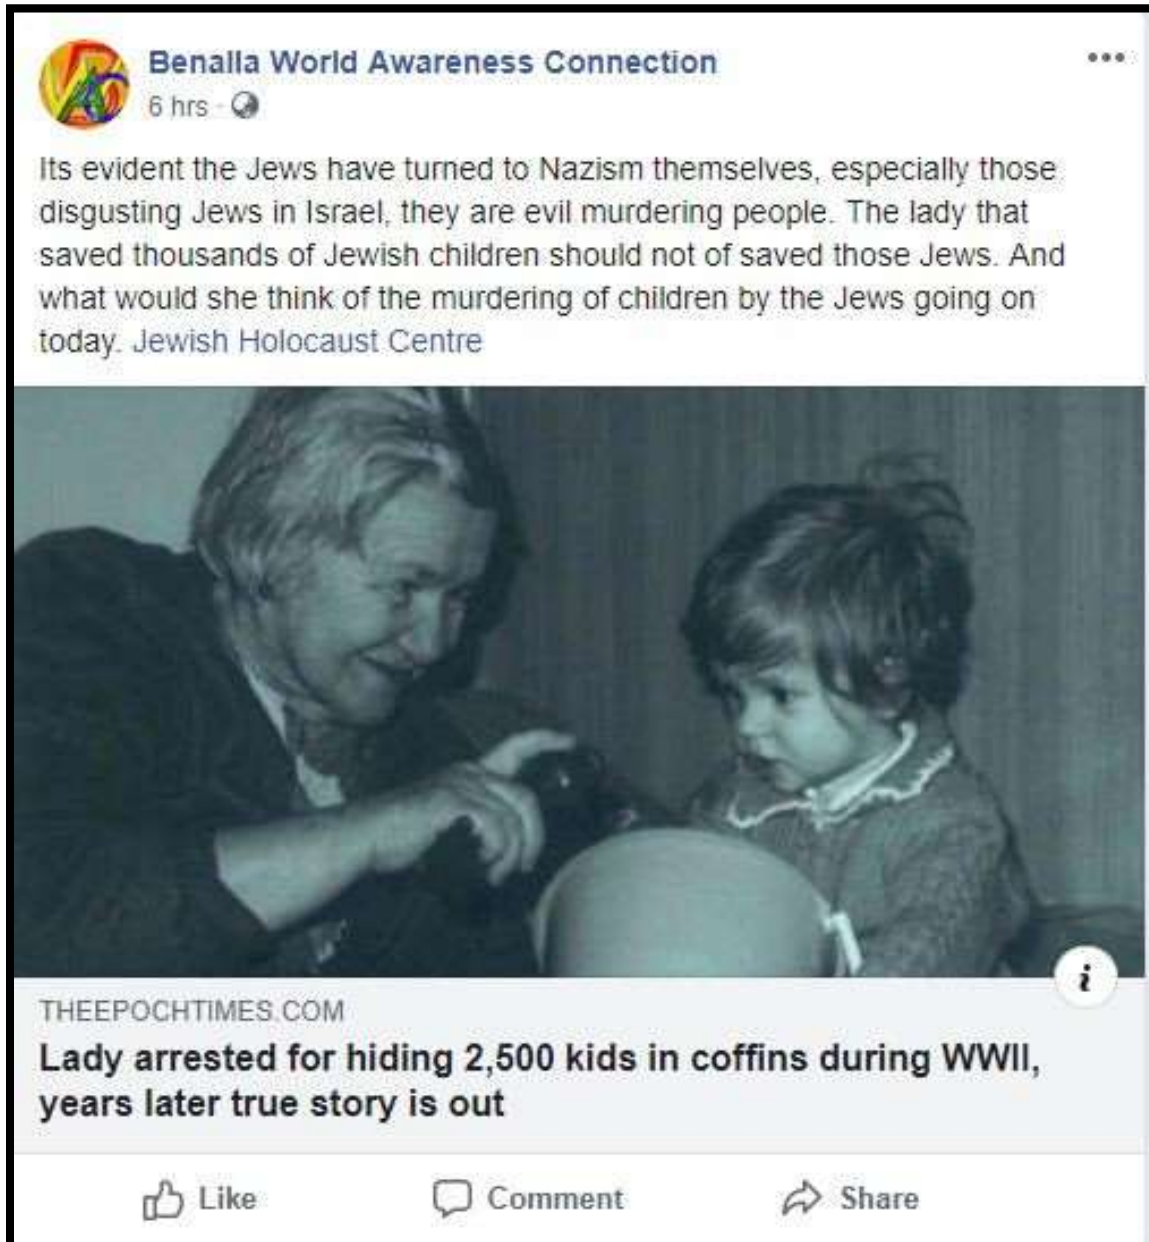 Benalla World Awareness Connection
6 hrs ·
Its evident the Jews have turned to Nazism themselves, especially those
disgusting Jews in Israel, they are evil murdering people. The lady that
saved thousands of Jewish children should not of saved those Jews. And
what would she think of the murdering of children by the Jews going on
today. Jewish Holocaust Centre
i
THEEPOCHTIMES.COM
Lady arrested for hiding 2,500 kids in coffins during WWII,
years later true story is out
Like Comment Share